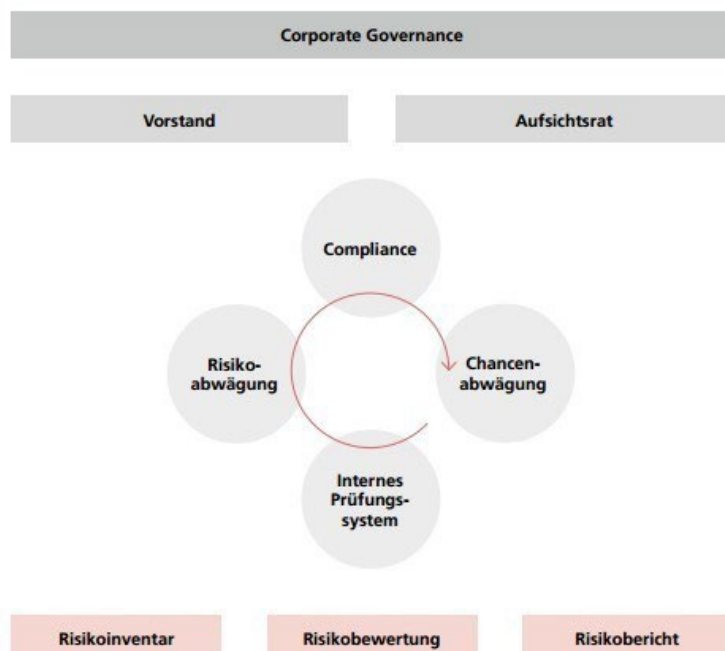 Corporate Governance
Vorstand
Aufsichtsrat
Compliance
Risiko-
abwägung
Chancen-
abwägung
Internes
Prüfungs-
system
Risikoinventar
Risikobewertung
Risikobericht